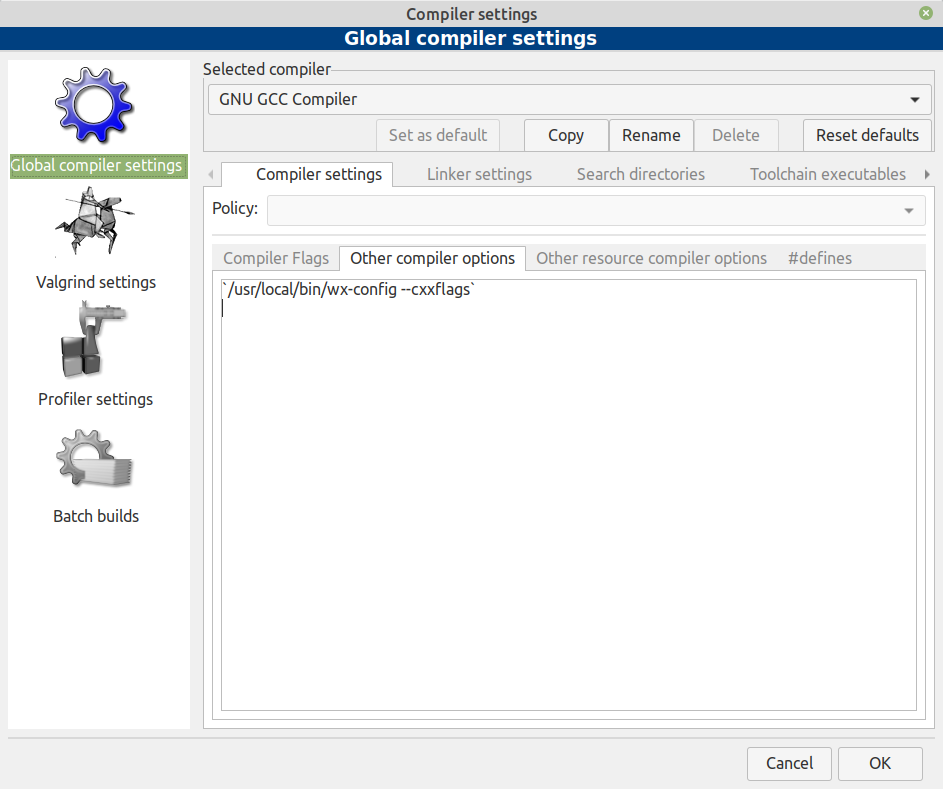 Compiler settings
Global compiler settings
Global compiler settings
Valgrind settings
Profiler settings
Batch builds
Selected compiler
GNU GCC Compiler
Set as default Copy Rename Delete Reset defaults
Compiler settings Linker settings Search directories Toolchain executables
Policy:
Compiler Flags Other compiler options Other resource compiler options #defines
`/usr/local/bin/wx-config --cxxflags`
Cancel OK